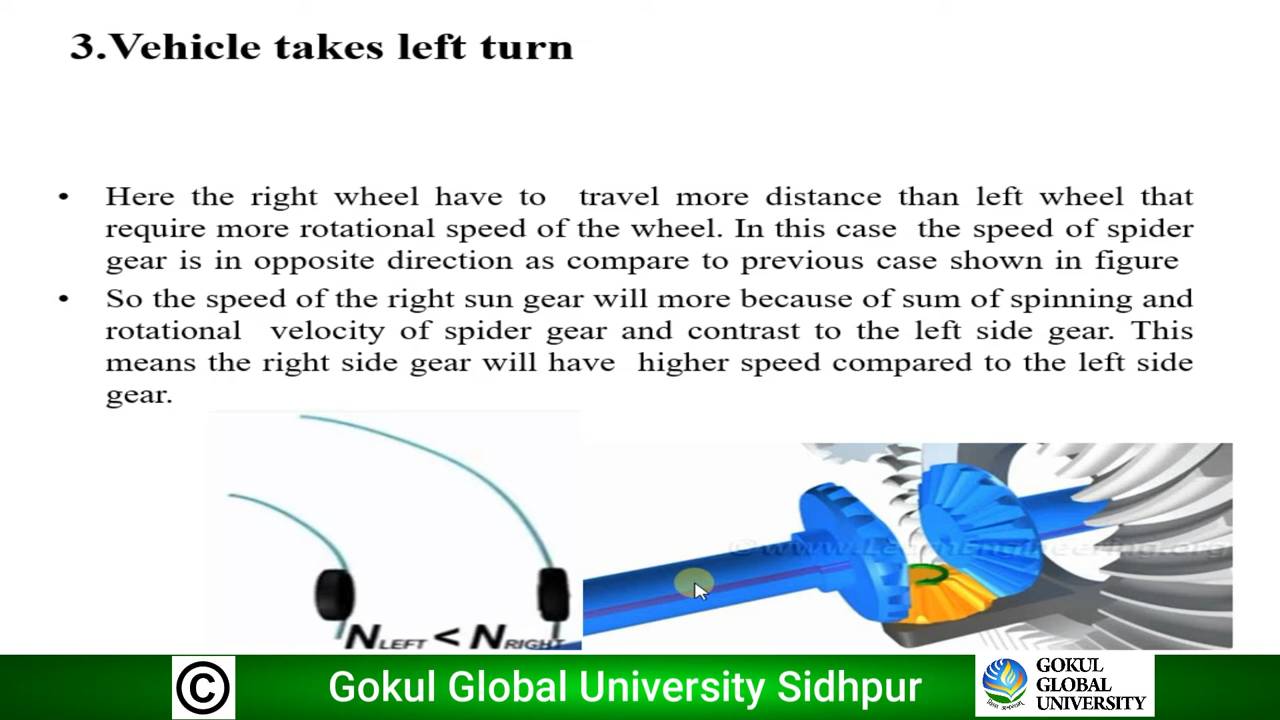 3.Vehicle takes left turn
• Here the right wheel have to travel more distance than left wheel that
require more rotational speed of the wheel. In this case the speed of spider
gear is in opposite direction as compare to previous case shown in figure
• So the speed of the right sun gear will more because of sum of spinning and
rotational velocity of spider gear and contrast to the left side gear. This
means the right side gear will have higher speed compared to the left side
gear.
©www.LearnEngineering.org
NLEFT < NRIGHT
© Gokul Global University Sidhpur
GOKUL
GLOBAL
UNIVERSITY